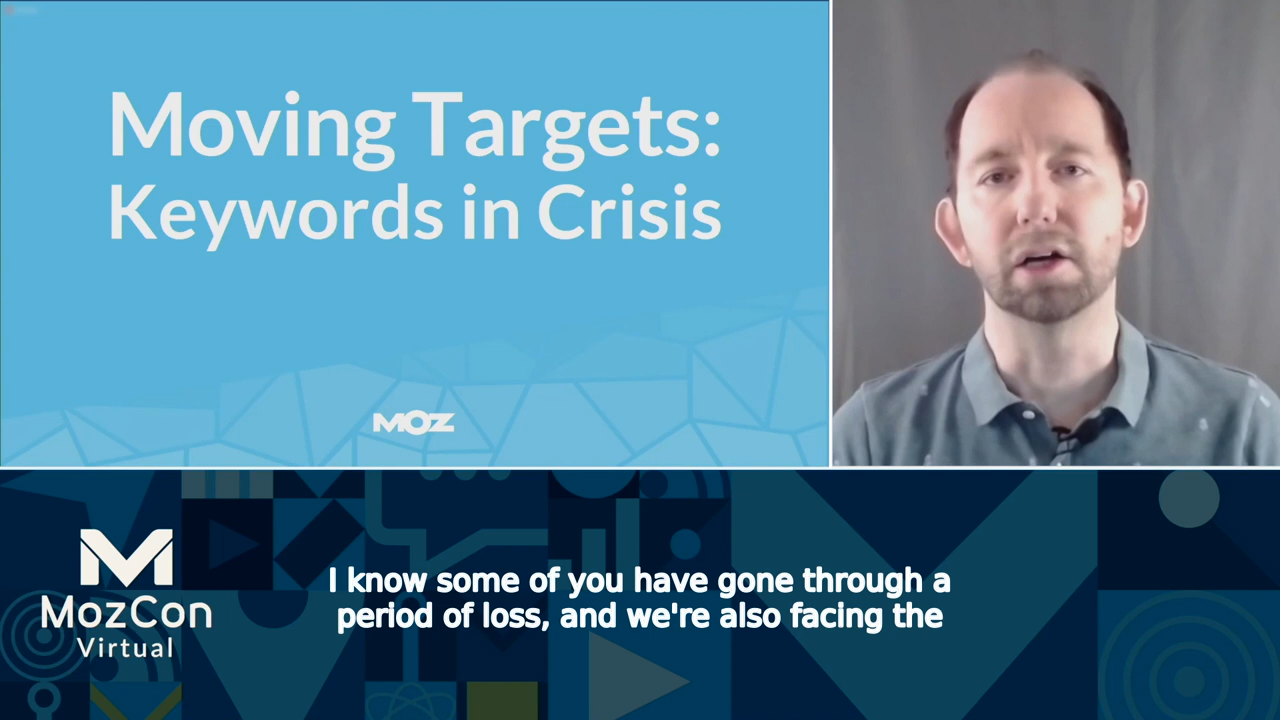 Moving Targets:
Keywords in Crisis
MOZ
MozCon
Virtual
I know some of you have gone through a
period of loss, and we're also facing the